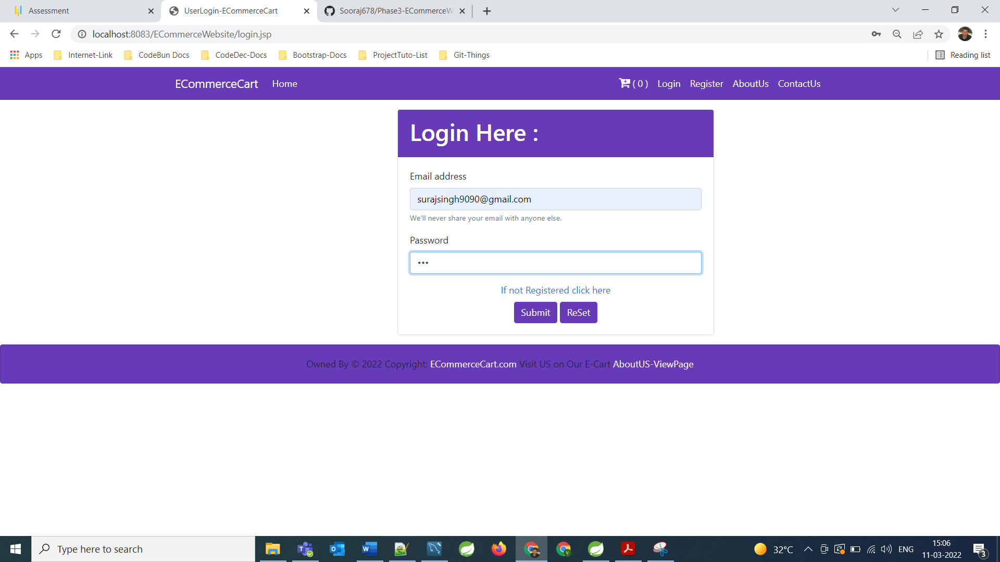 Assessment
UserLogin-ECommerceCart
Sooraj678/Phase3-ECommerceW
localhost:8083/ECommerceWebsite/login.jsp
Apps Internet-Link CodeBun Docs CodeDec-Docs Bootstrap-Docs ProjectTuto-List Git-Things Reading list
ECommerceCart Home ( 0 ) Login Register AboutUs ContactUs
Login Here :
Email address
surajsingh9090@gmail.com
We'll never share your email with anyone else.
Password
•••
If not Registered click here
Submit ReSet
Owned By © 2022 Copyright: ECommerceCart.com Visit US on Our E-Cart AboutUS-ViewPage
Type here to search
32°C
ENG
15:06
11-03-2022
3